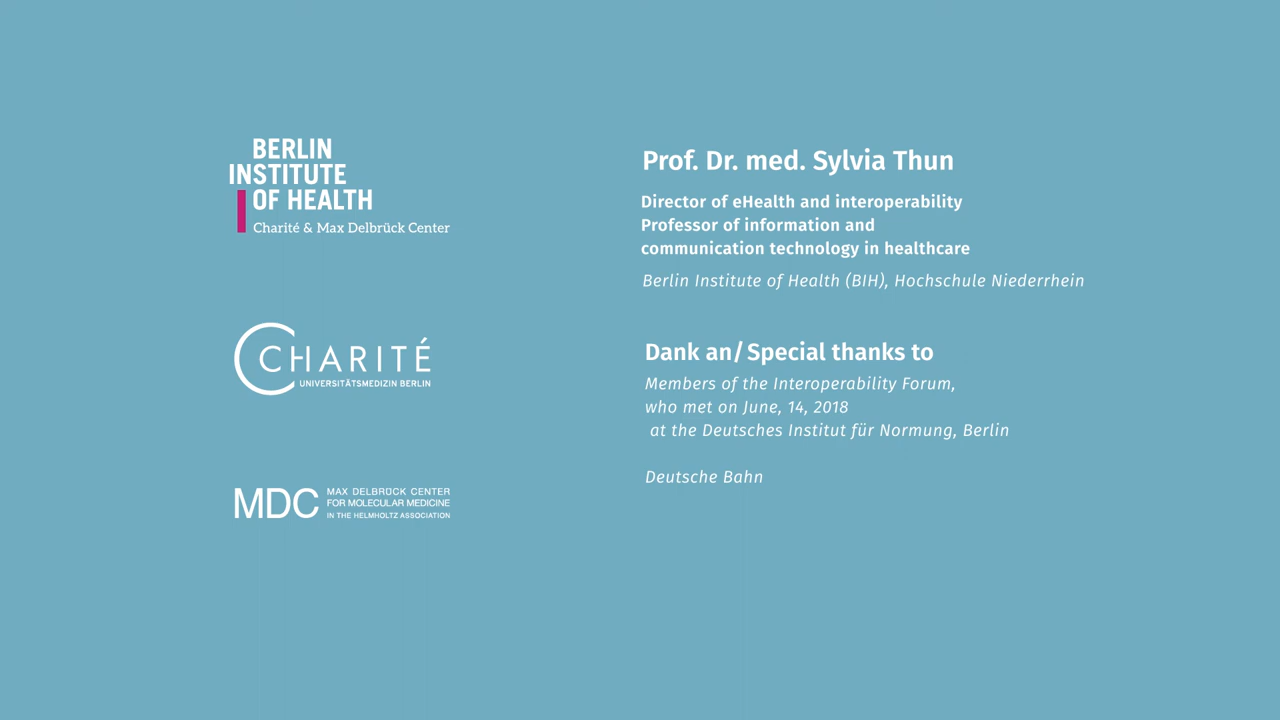 BERLIN
INSTITUTE
OF HEALTH
Charité & Max Delbrück Center
CHARITÉ
UNIVERSITÄTSMEDIZIN BERLIN
MDC
MAX DELBRÜCK CENTER
FOR MOLECULAR MEDICINE
IN THE HELMHOLTZ ASSOCIATION
Prof. Dr. med. Sylvia Thun
Director of eHealth and interoperability
Professor of information and
communication technology in healthcare
Berlin Institute of Health (BIH), Hochschule Niederrhein
Dank an/ Special thanks to
Members of the Interoperability Forum,
who met on June, 14, 2018
at the Deutsches Institut für Normung, Berlin
Deutsche Bahn